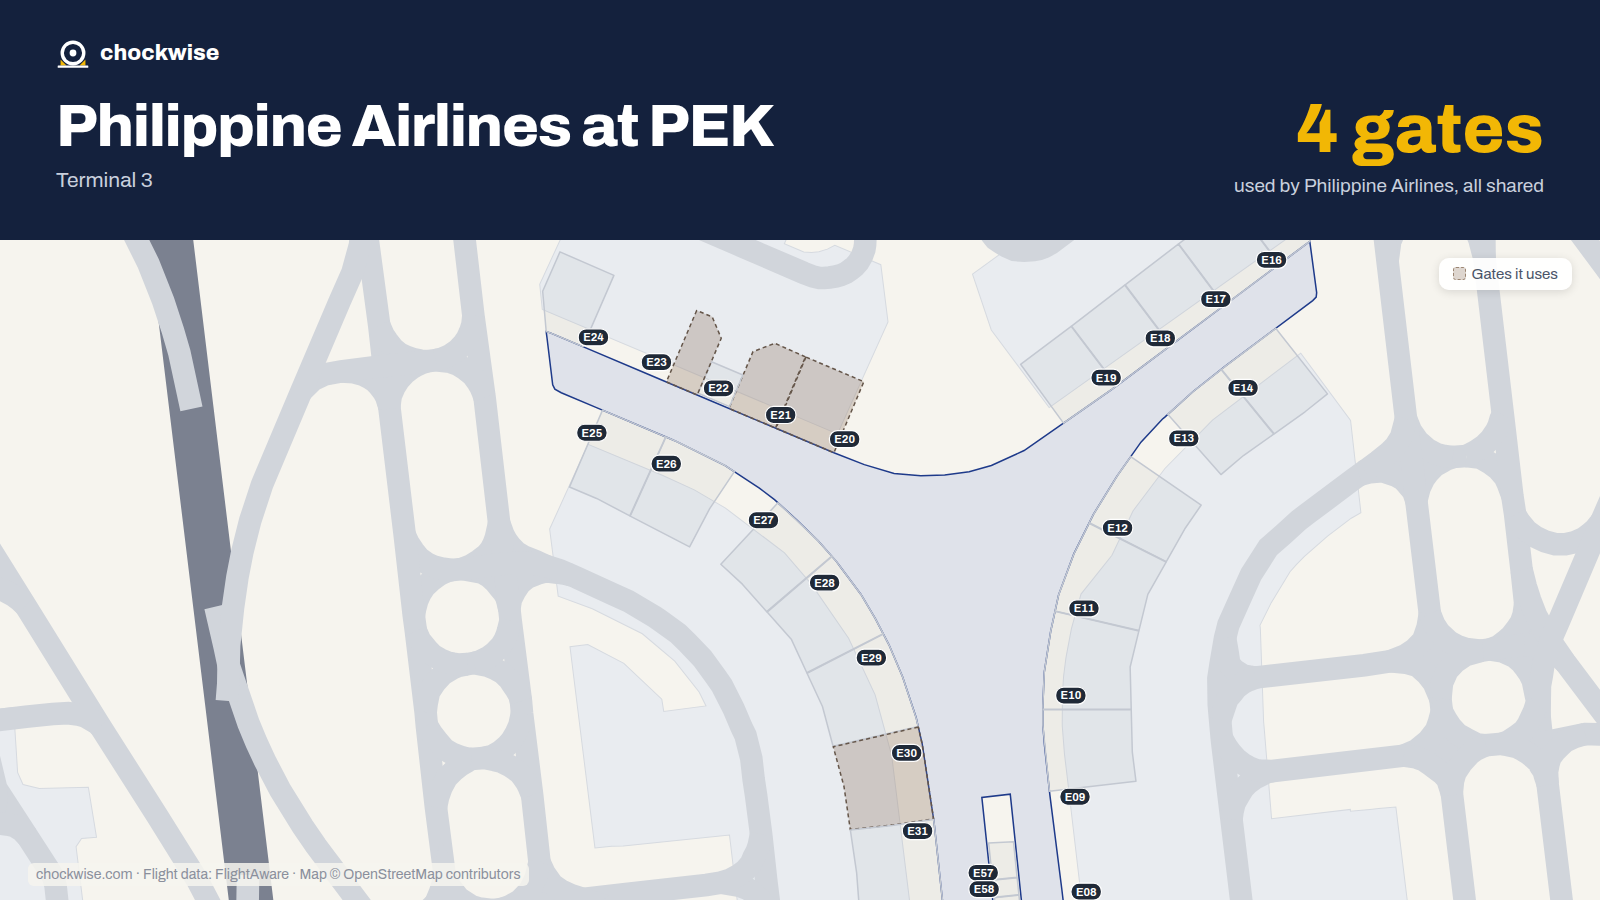 chockwise
Philippine Airlines at PEK
Terminal 3
4 gates
used by Philippine Airlines, all shared
Gates it uses
E16
E17
E18
E19
E24
E23
E22
E21
E20
E14
E13
E25
E26
E27
E28
E29
E30
E31
E12
E11
E10
E09
E57
E58
E08
chockwise.com · Flight data: FlightAware · Map © OpenStreetMap contributors